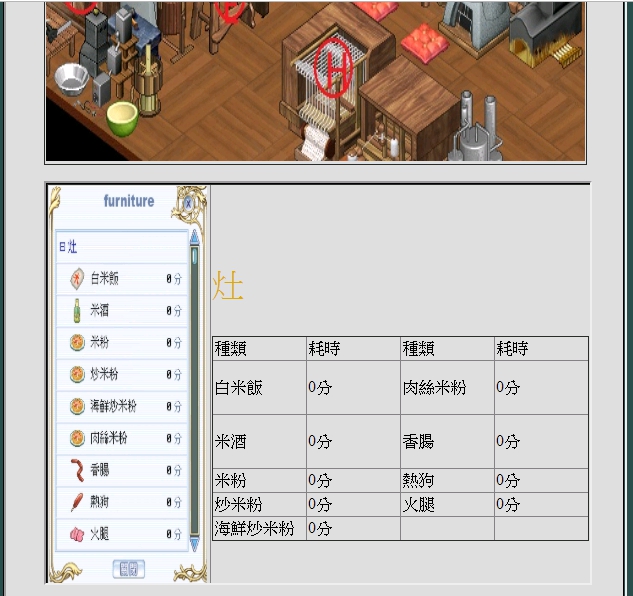 H
furniture
日灶
白米飯 0分
米酒 0分
米粉 0分
炒米粉 0分
海鮮炒米粉 0分
肉絲米粉 0分
香腸 0分
熱狗 0分
火腿 0分
關閉
灶
種類 耗時 種類 耗時
白米飯 0分 肉絲米粉 0分
米酒 0分 香腸 0分
米粉 0分 熱狗 0分
炒米粉 0分 火腿 0分
海鮮炒米粉 0分